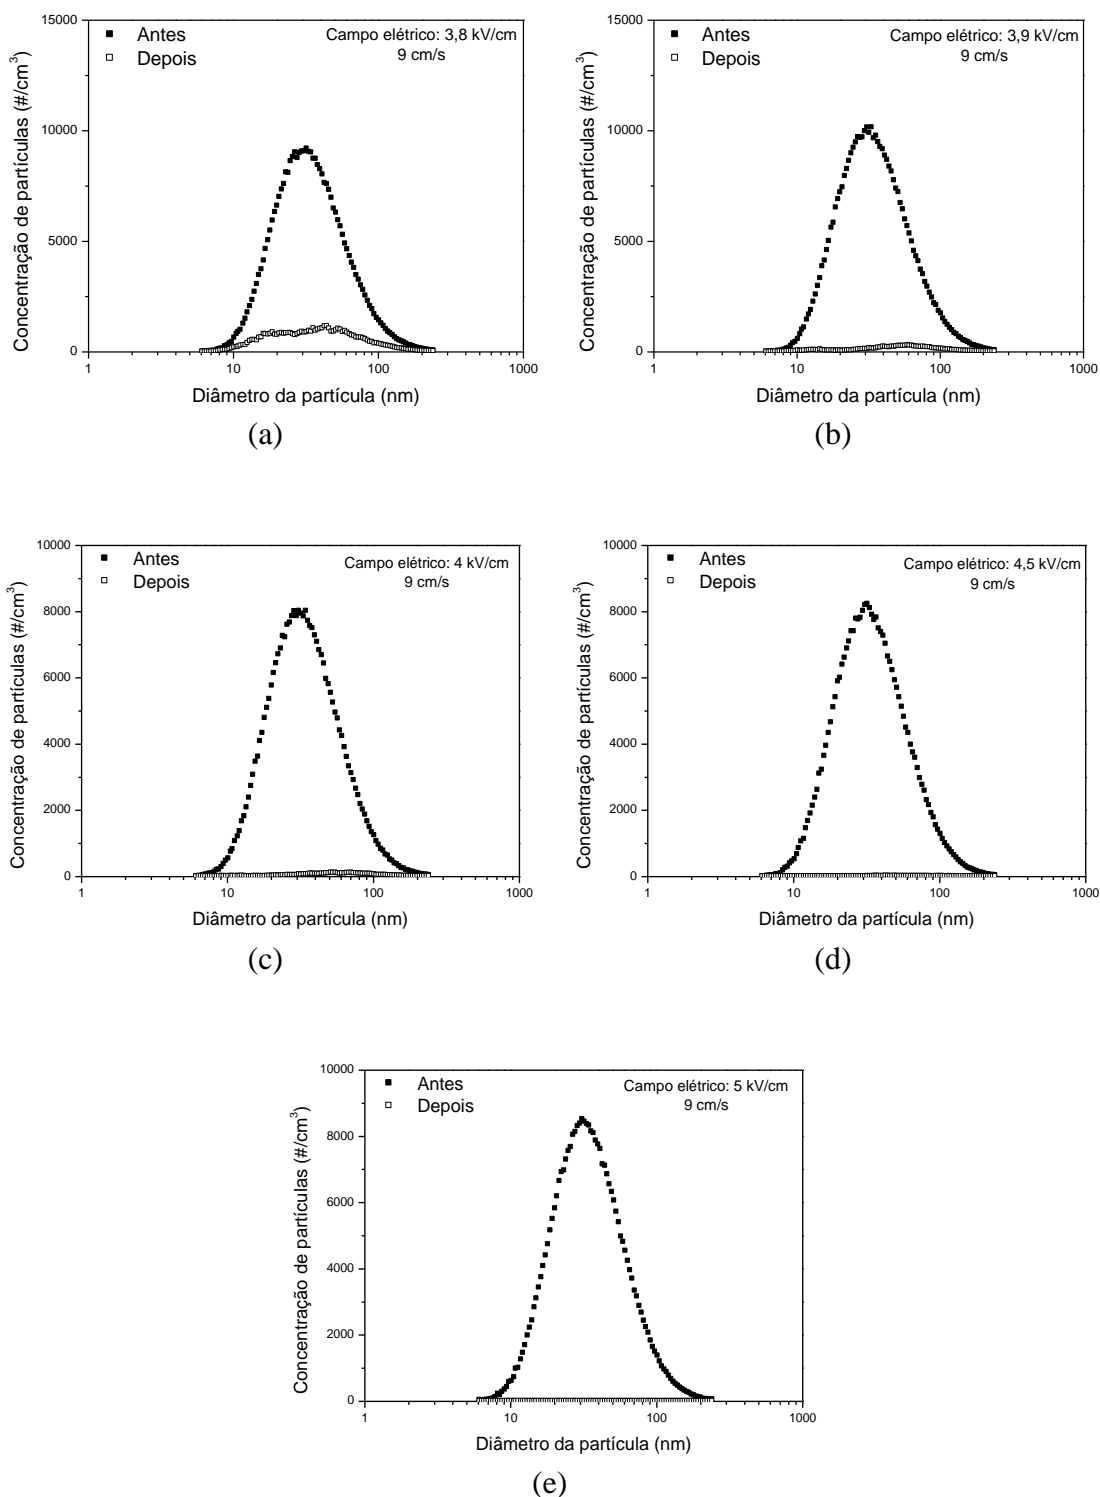 15000
10000
5000
0
Concentração de partículas (#/cm³)
Antes
Depois
Campo elétrico: 3,8 kV/cm
9 cm/s
1
10
100
1000
Diâmetro da partícula (nm)
(a)
15000
10000
5000
0
Concentração de partículas (#/cm³)
Antes
Depois
Campo elétrico: 3,9 kV/cm
9 cm/s
1
10
100
1000
Diâmetro da partícula (nm)
(b)
10000
8000
6000
4000
2000
0
Concentração de partículas (#/cm³)
Antes
Depois
Campo elétrico: 4 kV/cm
9 cm/s
1
10
100
1000
Diâmetro da partícula (nm)
(c)
10000
8000
6000
4000
2000
0
Concentração de partículas (#/cm³)
Antes
Depois
Campo elétrico: 4,5 kV/cm
9 cm/s
1
10
100
1000
Diâmetro da partícula (nm)
(d)
10000
8000
6000
4000
2000
0
Concentração de partículas (#/cm³)
Antes
Depois
Campo elétrico: 5 kV/cm
9 cm/s
1
10
100
1000
Diâmetro da partícula (nm)
(e)